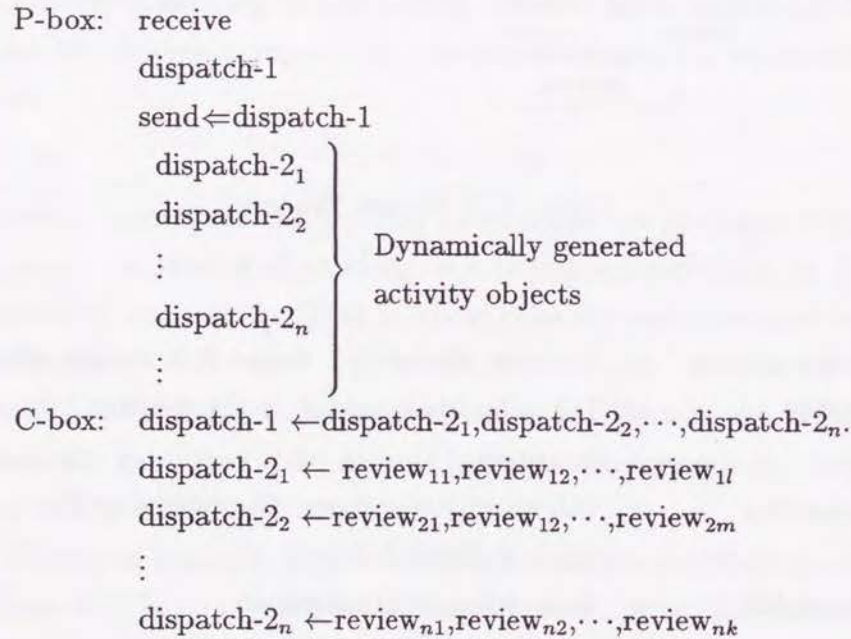 P-box: receive
dispatch-1
send⇐dispatch-1
dispatch-2₁
dispatch-2₂
⋮
Dynamically generated
activity objects
dispatch-2ₙ
⋮
C-box: dispatch-1 ←dispatch-2₁,dispatch-2₂,⋯,dispatch-2ₙ.
dispatch-2₁ ← review₁₁,review₁₂,⋯,review₁ₗ
dispatch-2₂ ←review₂₁,review₁₂,⋯,review₂ₘ
⋮
dispatch-2ₙ ←reviewₙ₁,reviewₙ₂,⋯,reviewₙₖ